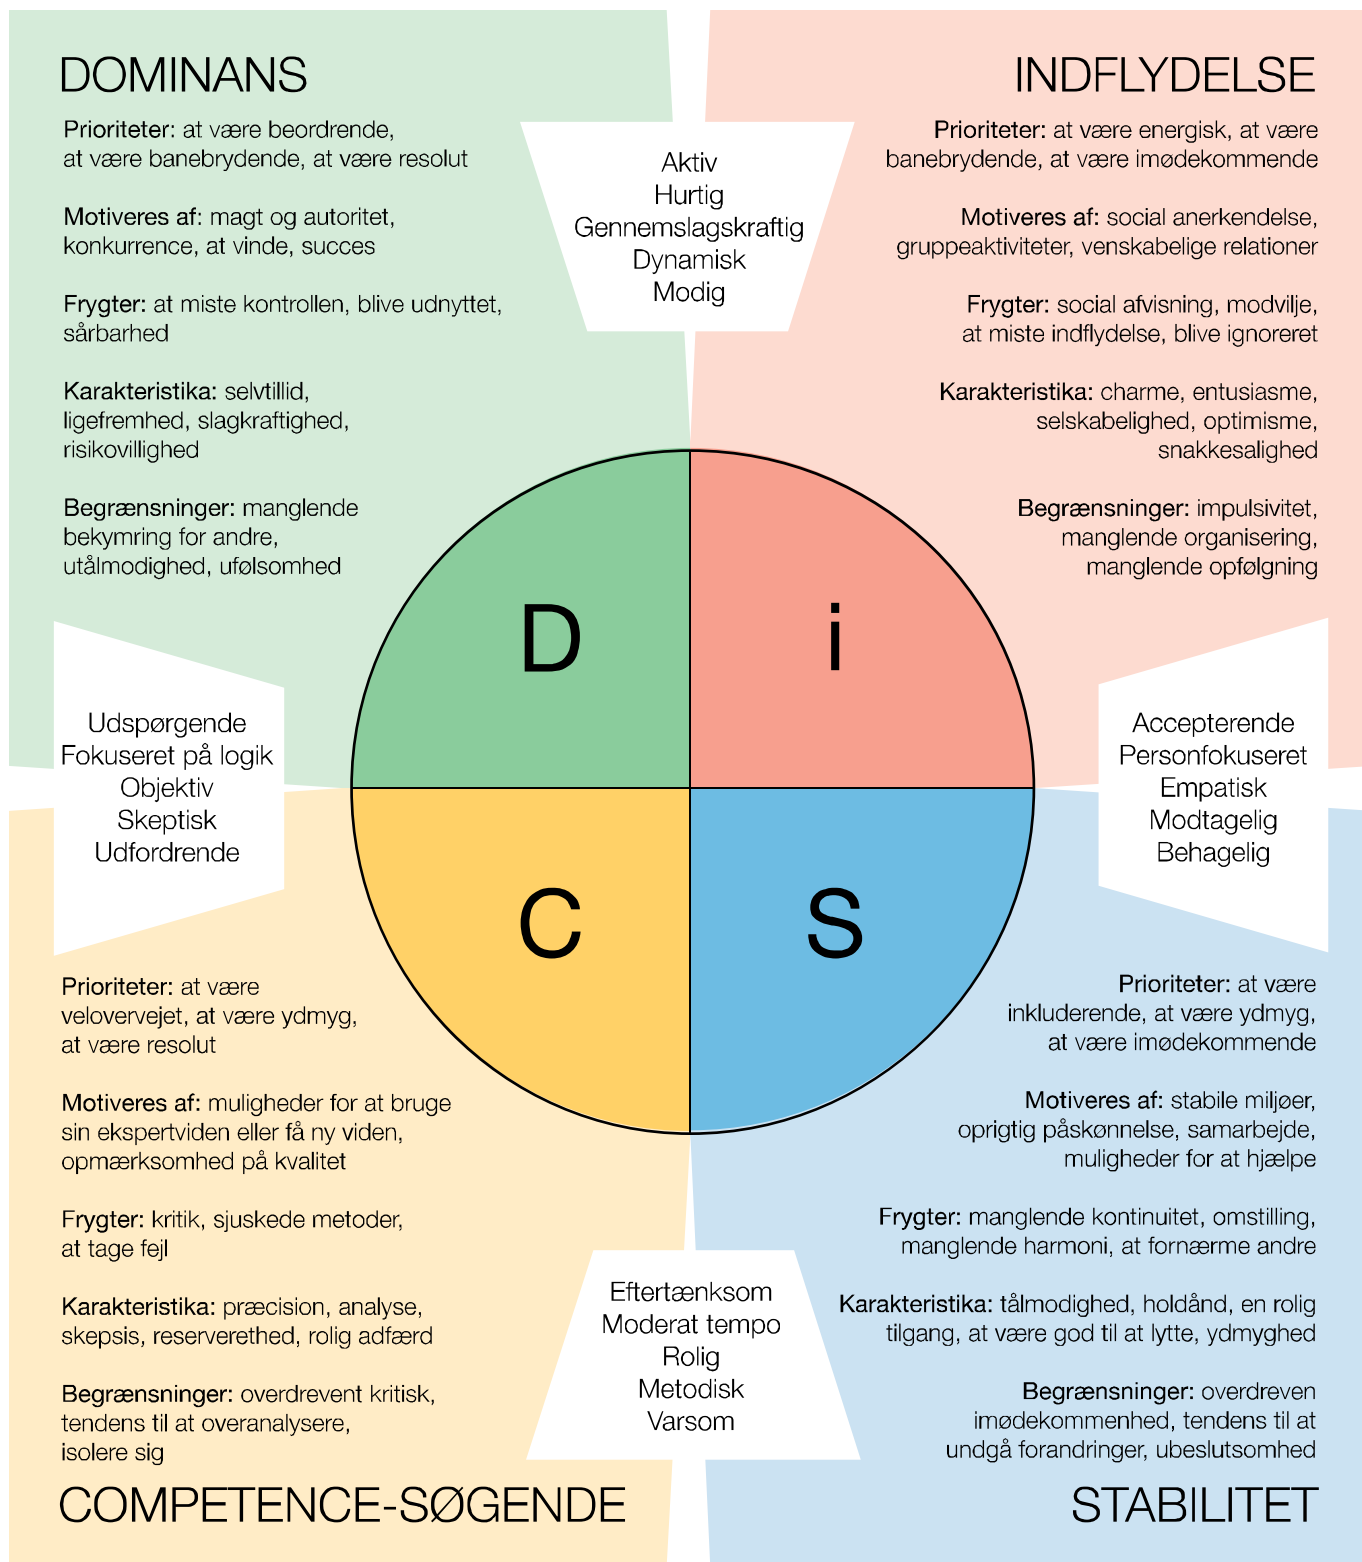 DOMINANS
Prioriteter: at være beordrende,
at være banebrydende, at være resolut
Motiveres af: magt og autoritet,
konkurrence, at vinde, succes
Frygter: at miste kontrollen, blive udnyttet,
sårbarhed
Karakteristika: selvtillid,
ligefremhed, slagkraftighed,
risikovillighed
Begrænsninger: manglende
bekymring for andre,
utålmodighed, ufølsomhed
Aktiv
Hurtig
Gennemslagskraftig
Dynamisk
Modig
INDFLYDELSE
Prioriteter: at være energisk, at være
banebrydende, at være imødekommende
Motiveres af: social anerkendelse,
gruppeaktiviteter, venskabelige relationer
Frygter: social afvisning, modvilje,
at miste indflydelse, blive ignoreret
Karakteristika: charme, entusiasme,
selskabelighed, optimisme,
snakkesalighed
Begrænsninger: impulsivitet,
manglende organisering,
manglende opfølgning
D
i
Udspørgende
Fokuseret på logik
Objektiv
Skeptisk
Udfordrende
Accepterende
Personfokuseret
Empatisk
Modtagelig
Behagelig
C
S
Prioriteter: at være
velovervejet, at være ydmyg,
at være resolut
Motiveres af: muligheder for at bruge
sin ekspertviden eller få ny viden,
opmærksomhed på kvalitet
Frygter: kritik, sjuskede metoder,
at tage fejl
Karakteristika: præcision, analyse,
skepsis, reserverethed, rolig adfærd
Begrænsninger: overdrevent kritisk,
tendens til at overanalysere,
isolere sig
COMPETENCE-SØGENDE
Eftertænksom
Moderat tempo
Rolig
Metodisk
Varsom
Prioriteter: at være
inkluderende, at være ydmyg,
at være imødekommende
Motiveres af: stabile miljøer,
oprigtig påskønnelse, samarbejde,
muligheder for at hjælpe
Frygter: manglende kontinuitet, omstilling,
manglende harmoni, at fornærme andre
Karakteristika: tålmodighed, holdånd, en rolig
tilgang, at være god til at lytte, ydmyghed
Begrænsninger: overdreven
imødekommenhed, tendens til at
undgå forandringer, ubeslutsomhed
STABILITET